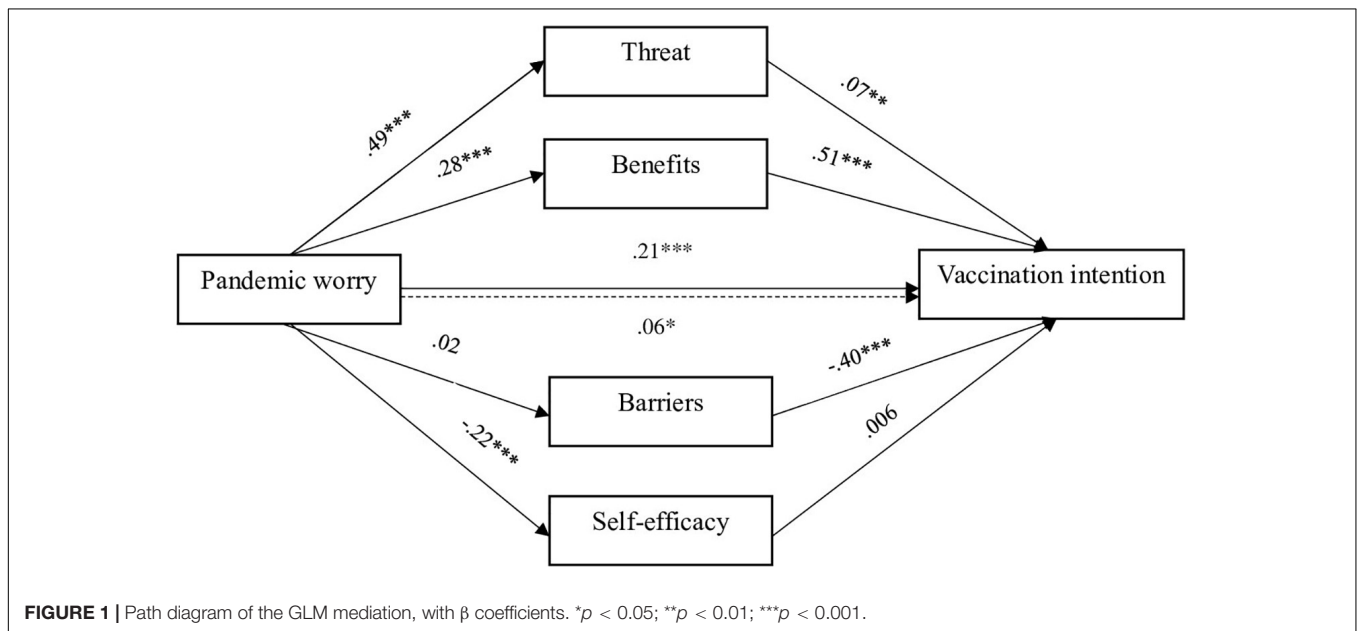 Threat
.07**
.49***
.28***
Benefits
.51***
.21***
Pandemic worry
Vaccination intention
.06*
.02
-.40***
Barriers
-.22***
.006
Self-efficacy
FIGURE 1 | Path diagram of the GLM mediation, with β coefficients. *p < 0.05; **p < 0.01; ***p < 0.001.